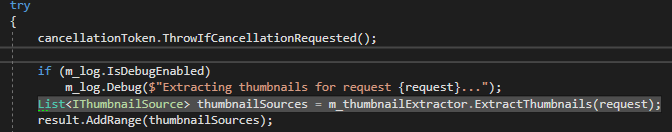 try
{
cancellationToken.ThrowIfCancellationRequested();
if (m_log.IsDebugEnabled)
m_log.Debug($"Extracting thumbnails for request {request}...");
List<IThumbnailSource> thumbnailSources = m_thumbnailExtractor.ExtractThumbnails(request);
result.AddRange(thumbnailSources);